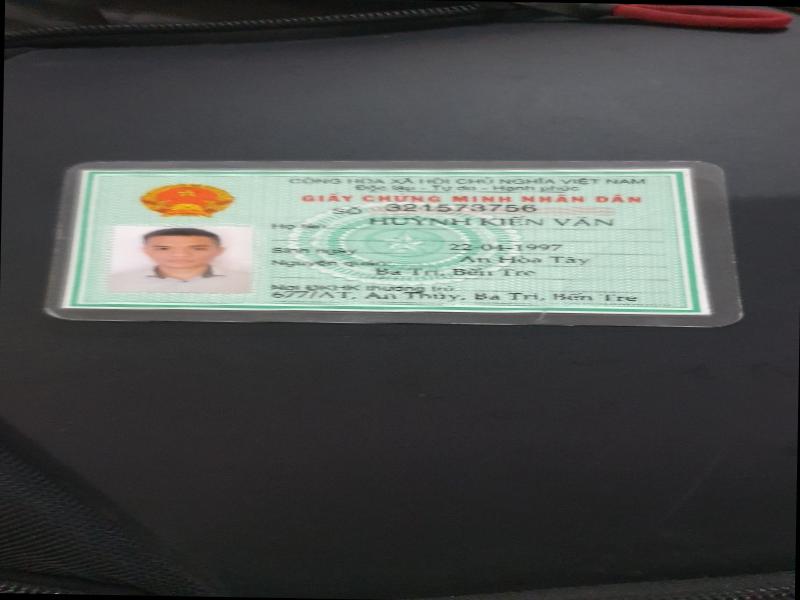 CỘNG HÒA XÃ HỘI CHỦ NGHĨA VIỆT NAM
Độc lập - Tự do - Hạnh phúc
GIẤY CHỨNG MINH NHÂN DÂN
SỐ 321573756
Họ tên HUỲNH KIẾN VĂN
Sinh ngày 22-04-1997
Nguyên quán An Hòa Tây
Ba Tri, Bến Tre
Nơi ĐKHK thường trú
677/AT, An Thủy, Ba Tri, Bến Tre